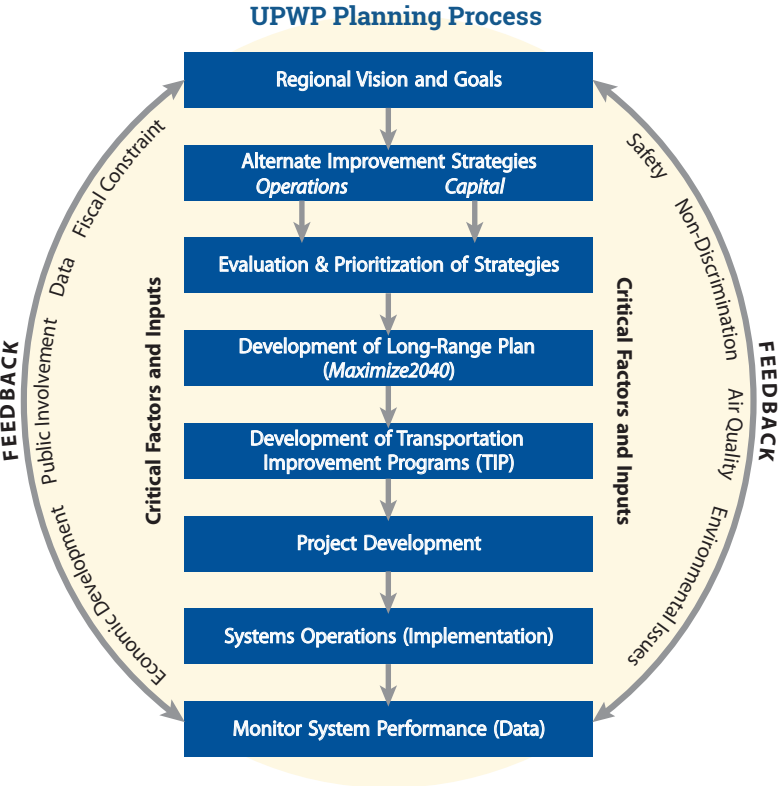 UPWP Planning Process
Regional Vision and Goals
Alternate Improvement Strategies
Operations Capital
Evaluation & Prioritization of Strategies
Development of Long-Range Plan
(Maximize2040)
Development of Transportation
Improvement Programs (TIP)
Project Development
Systems Operations (Implementation)
Monitor System Performance (Data)
FEEDBACK
Fiscal Constraint
Data
Public Involvement
Economic Development
Critical Factors and Inputs
Critical Factors and Inputs
Safety
Non-Discrimination
Air Quality
Environmental Issues
FEEDBACK